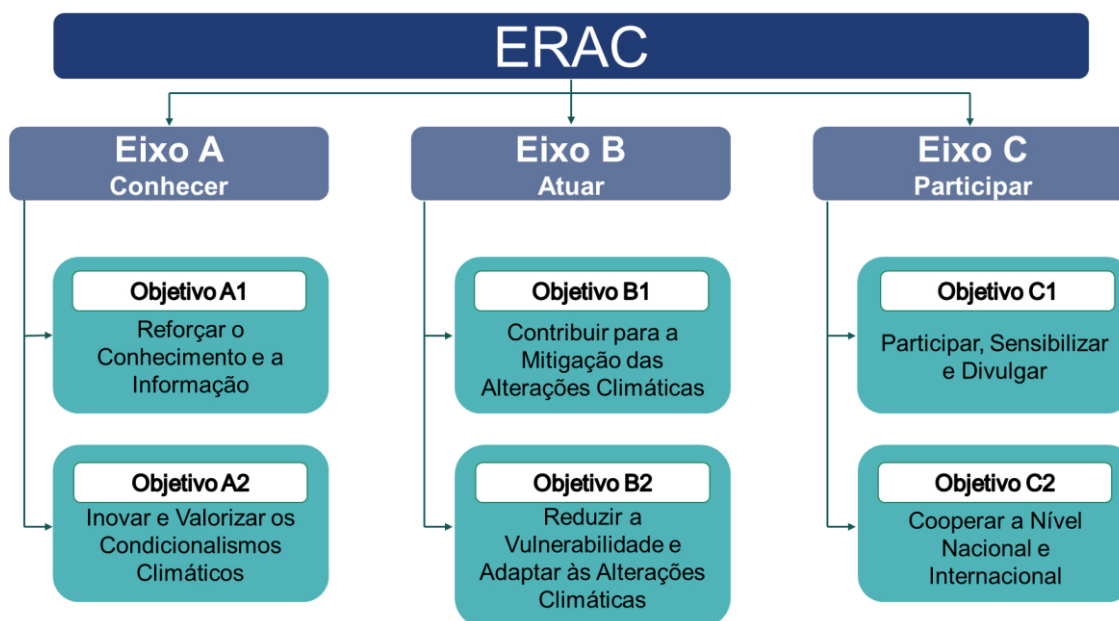 ERAC
Eixo A
Conhecer
Objetivo A1
Reforçar o
Conhecimento e a
Informação
Objetivo A2
Inovar e Valorizar os
Condicionalismos
Climáticos
Eixo B
Atuar
Objetivo B1
Contribuir para a
Mitigação das
Alterações Climáticas
Objetivo B2
Reduzir a
Vulnerabilidade e
Adaptar às Alterações
Climáticas
Eixo C
Participar
Objetivo C1
Participar, Sensibilizar
e Divulgar
Objetivo C2
Cooperar a Nível
Nacional e
Internacional